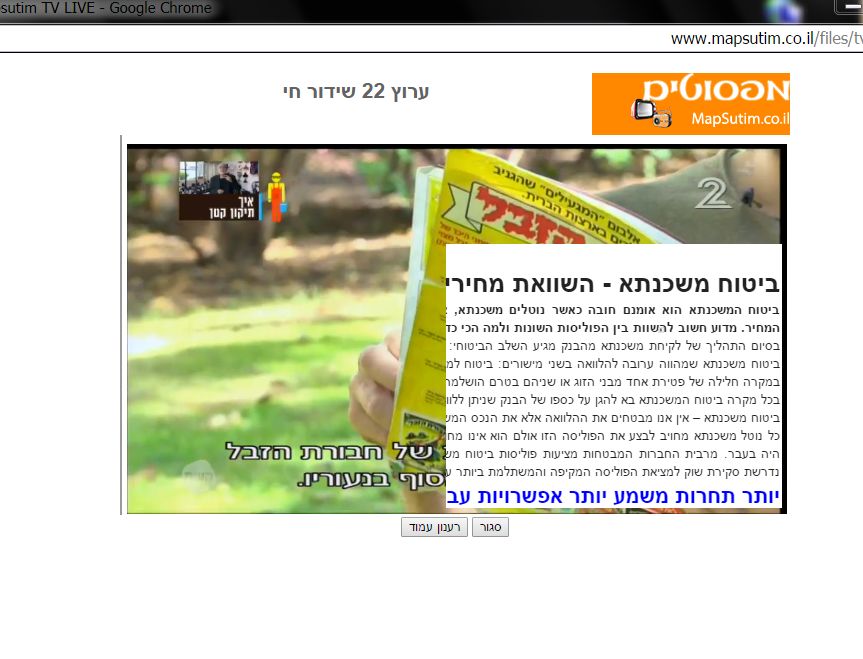 sutim TV LIVE - Google Chrome
www.mapsutim.co.il/files/tv
ערוץ 22 שידור חי
מפסוטים
MapSutim.co.il
איך
תיקון קטן
אלבום "המגעילים" שהגניב
בארצות הברית.
הזבל
2
ביטוח משכנתא - השוואת מחירי
ביטוח המשכנתא הוא אומנם חובה כאשר נוטלים משכנתא,
המחיר. מדוע חשוב להשוות בין הפוליסות השונות ולמה הכי כד
בסיום התהליך של לקיחת משכנתא מהבנק מגיע השלב הביטוחי:
ביטוח משכנתא שמהווה ערובה להלוואה בשני מישורים: ביטוח למ
במקרה חלילה של פטירת אחד מבני הזוג או שניהם בטרם הושלמה
בכל מקרה ביטוח המשכנתא בא להגן על כספו של הבנק שניתן ללוו
ביטוח משכנתא – אין אנו מבטחים את ההלוואה אלא את הנכס המש
כל נוטל משכנתא מחויב לבצע את הפוליסה הזו אולם הוא אינו מח
היה בעבר. מרבית החברות המבטחות מציעות פוליסות ביטוח מש
נדרשת סקירת שוק למציאת הפוליסה המקיפה והמשתלמת ביותר ע
יותר תחרות משמע יותר אפשרויות עב
של חבורת הזבל
סוף בנעוריו.
רענון עמוד
סגור